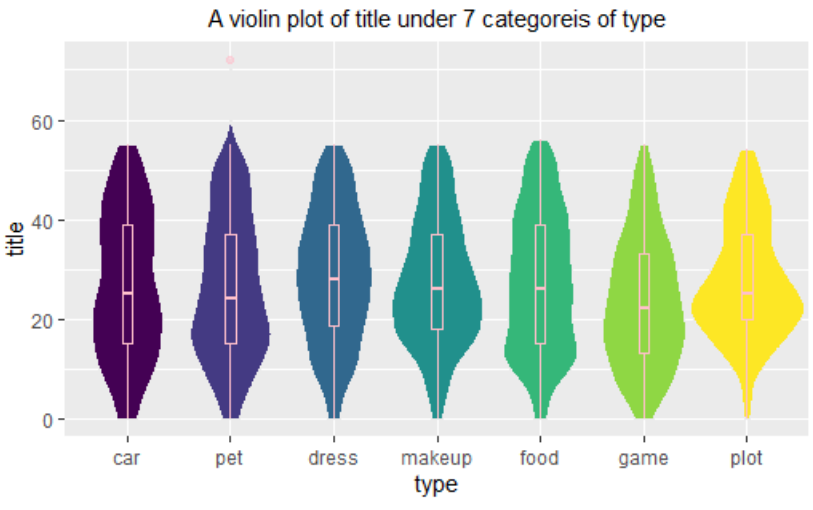 A violin plot of title under 7 categoreis of type
60
40
20
0
title
car pet dress makeup food game plot
type